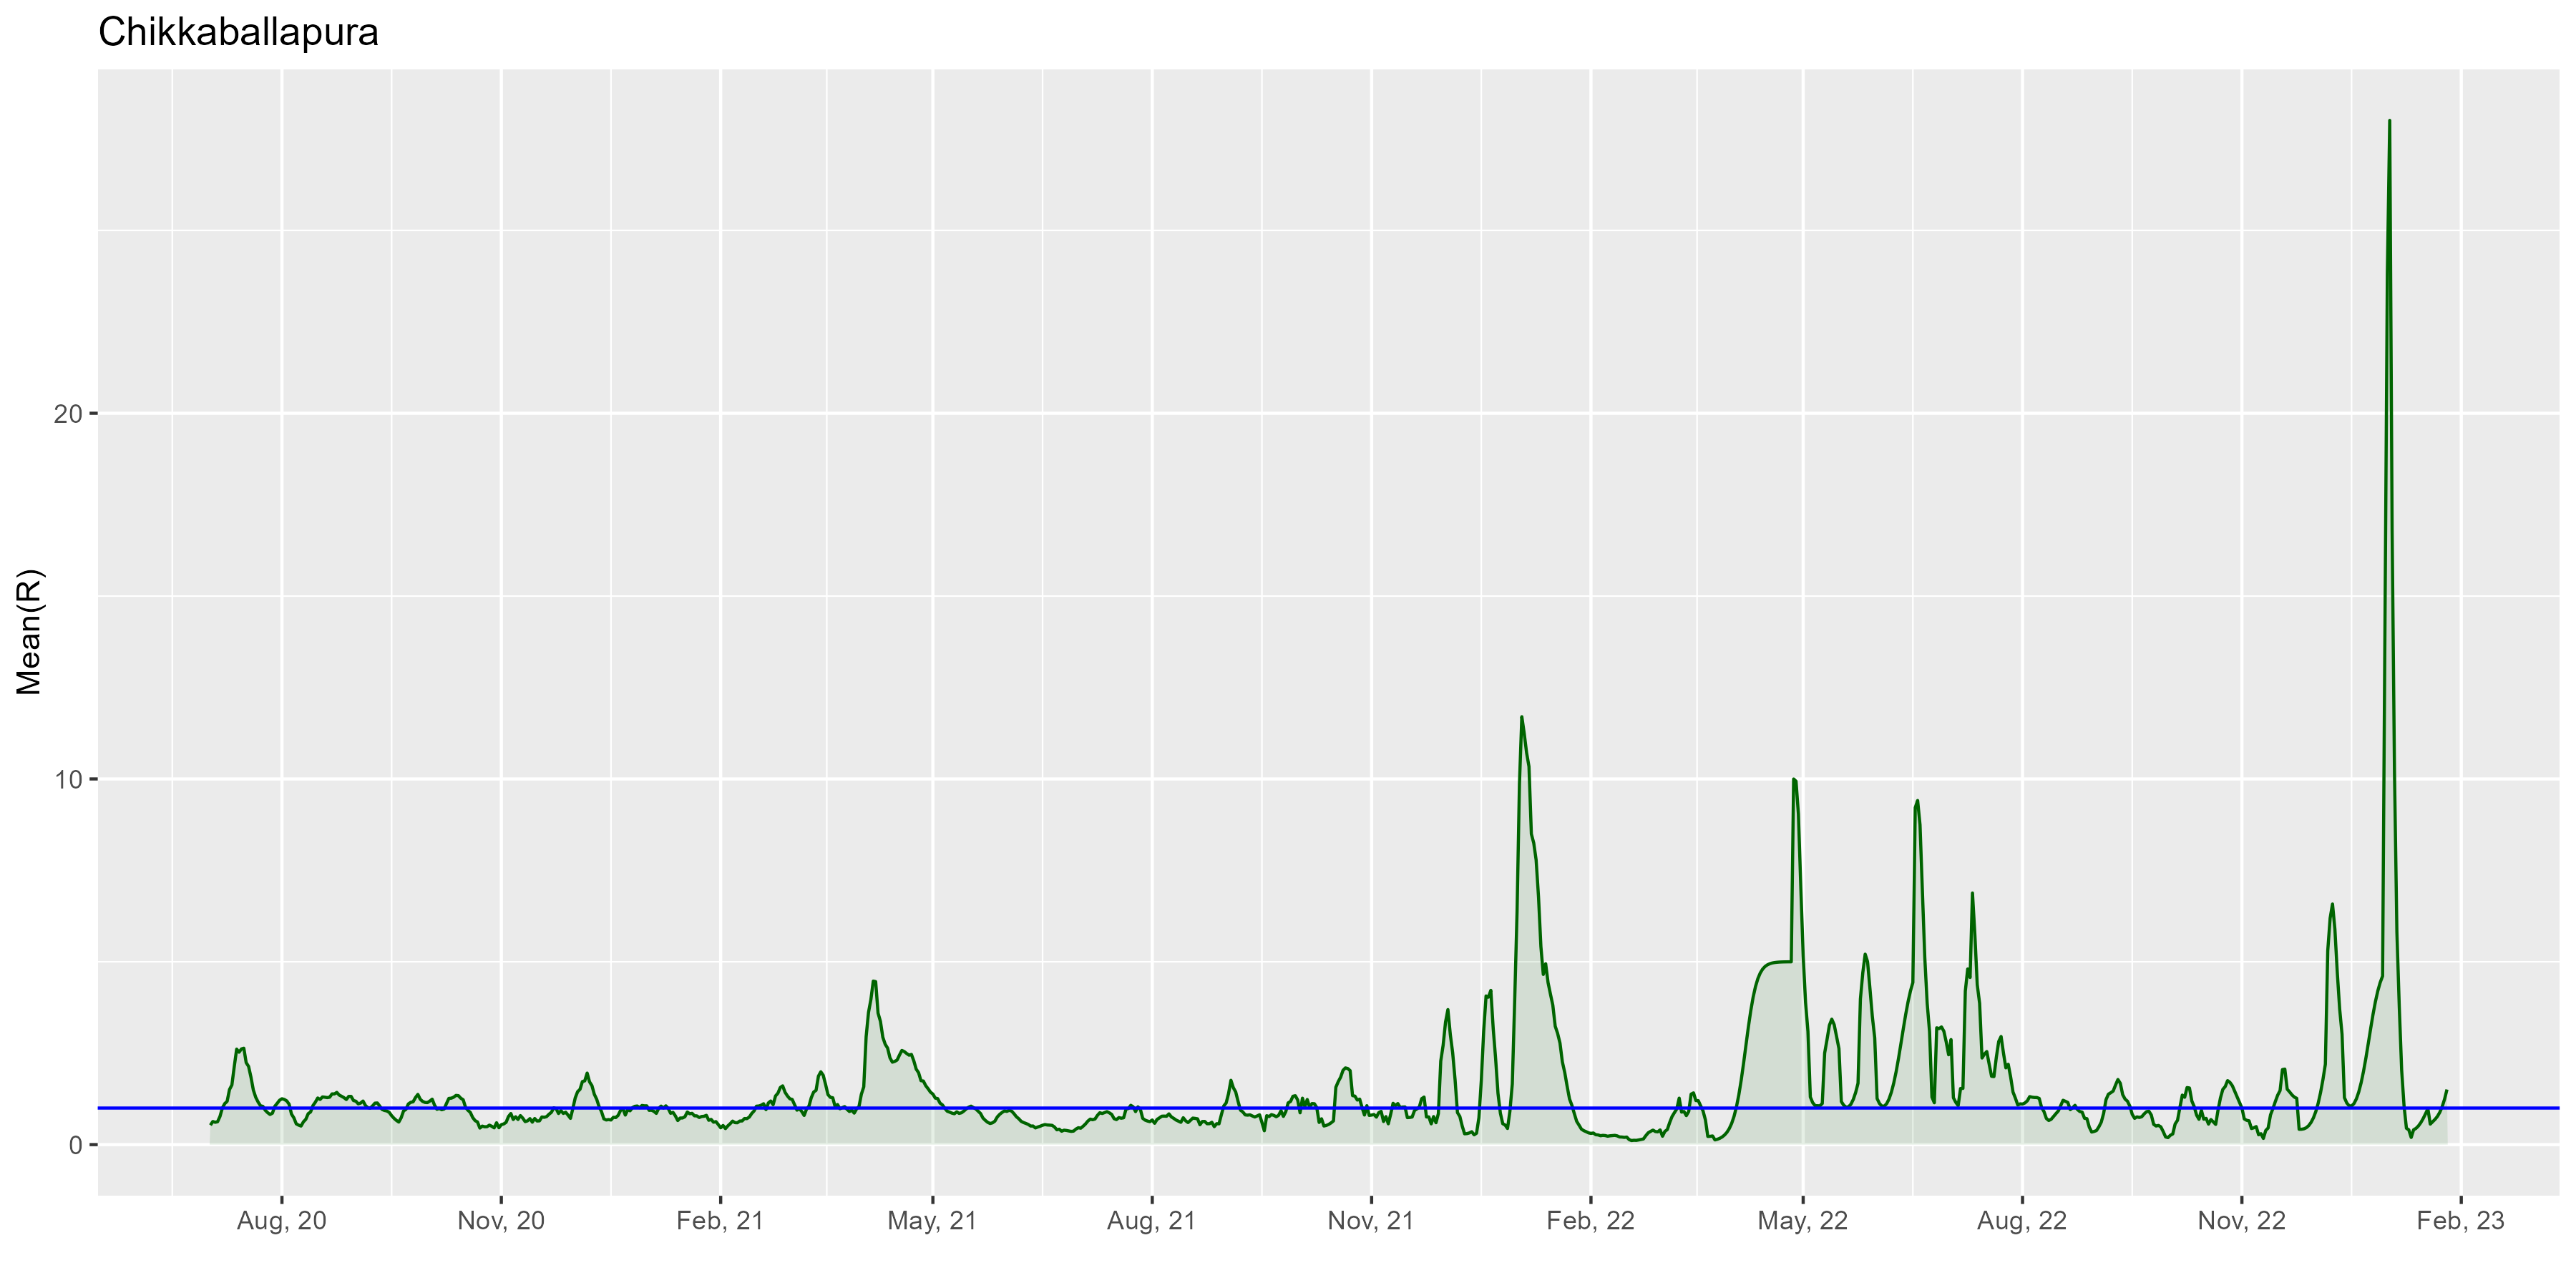 Chikkaballapura
Mean(R)
20
10
0
Aug, 20
Nov, 20
Feb, 21
May, 21
Aug, 21
Nov, 21
Feb, 22
May, 22
Aug, 22
Nov, 22
Feb, 23